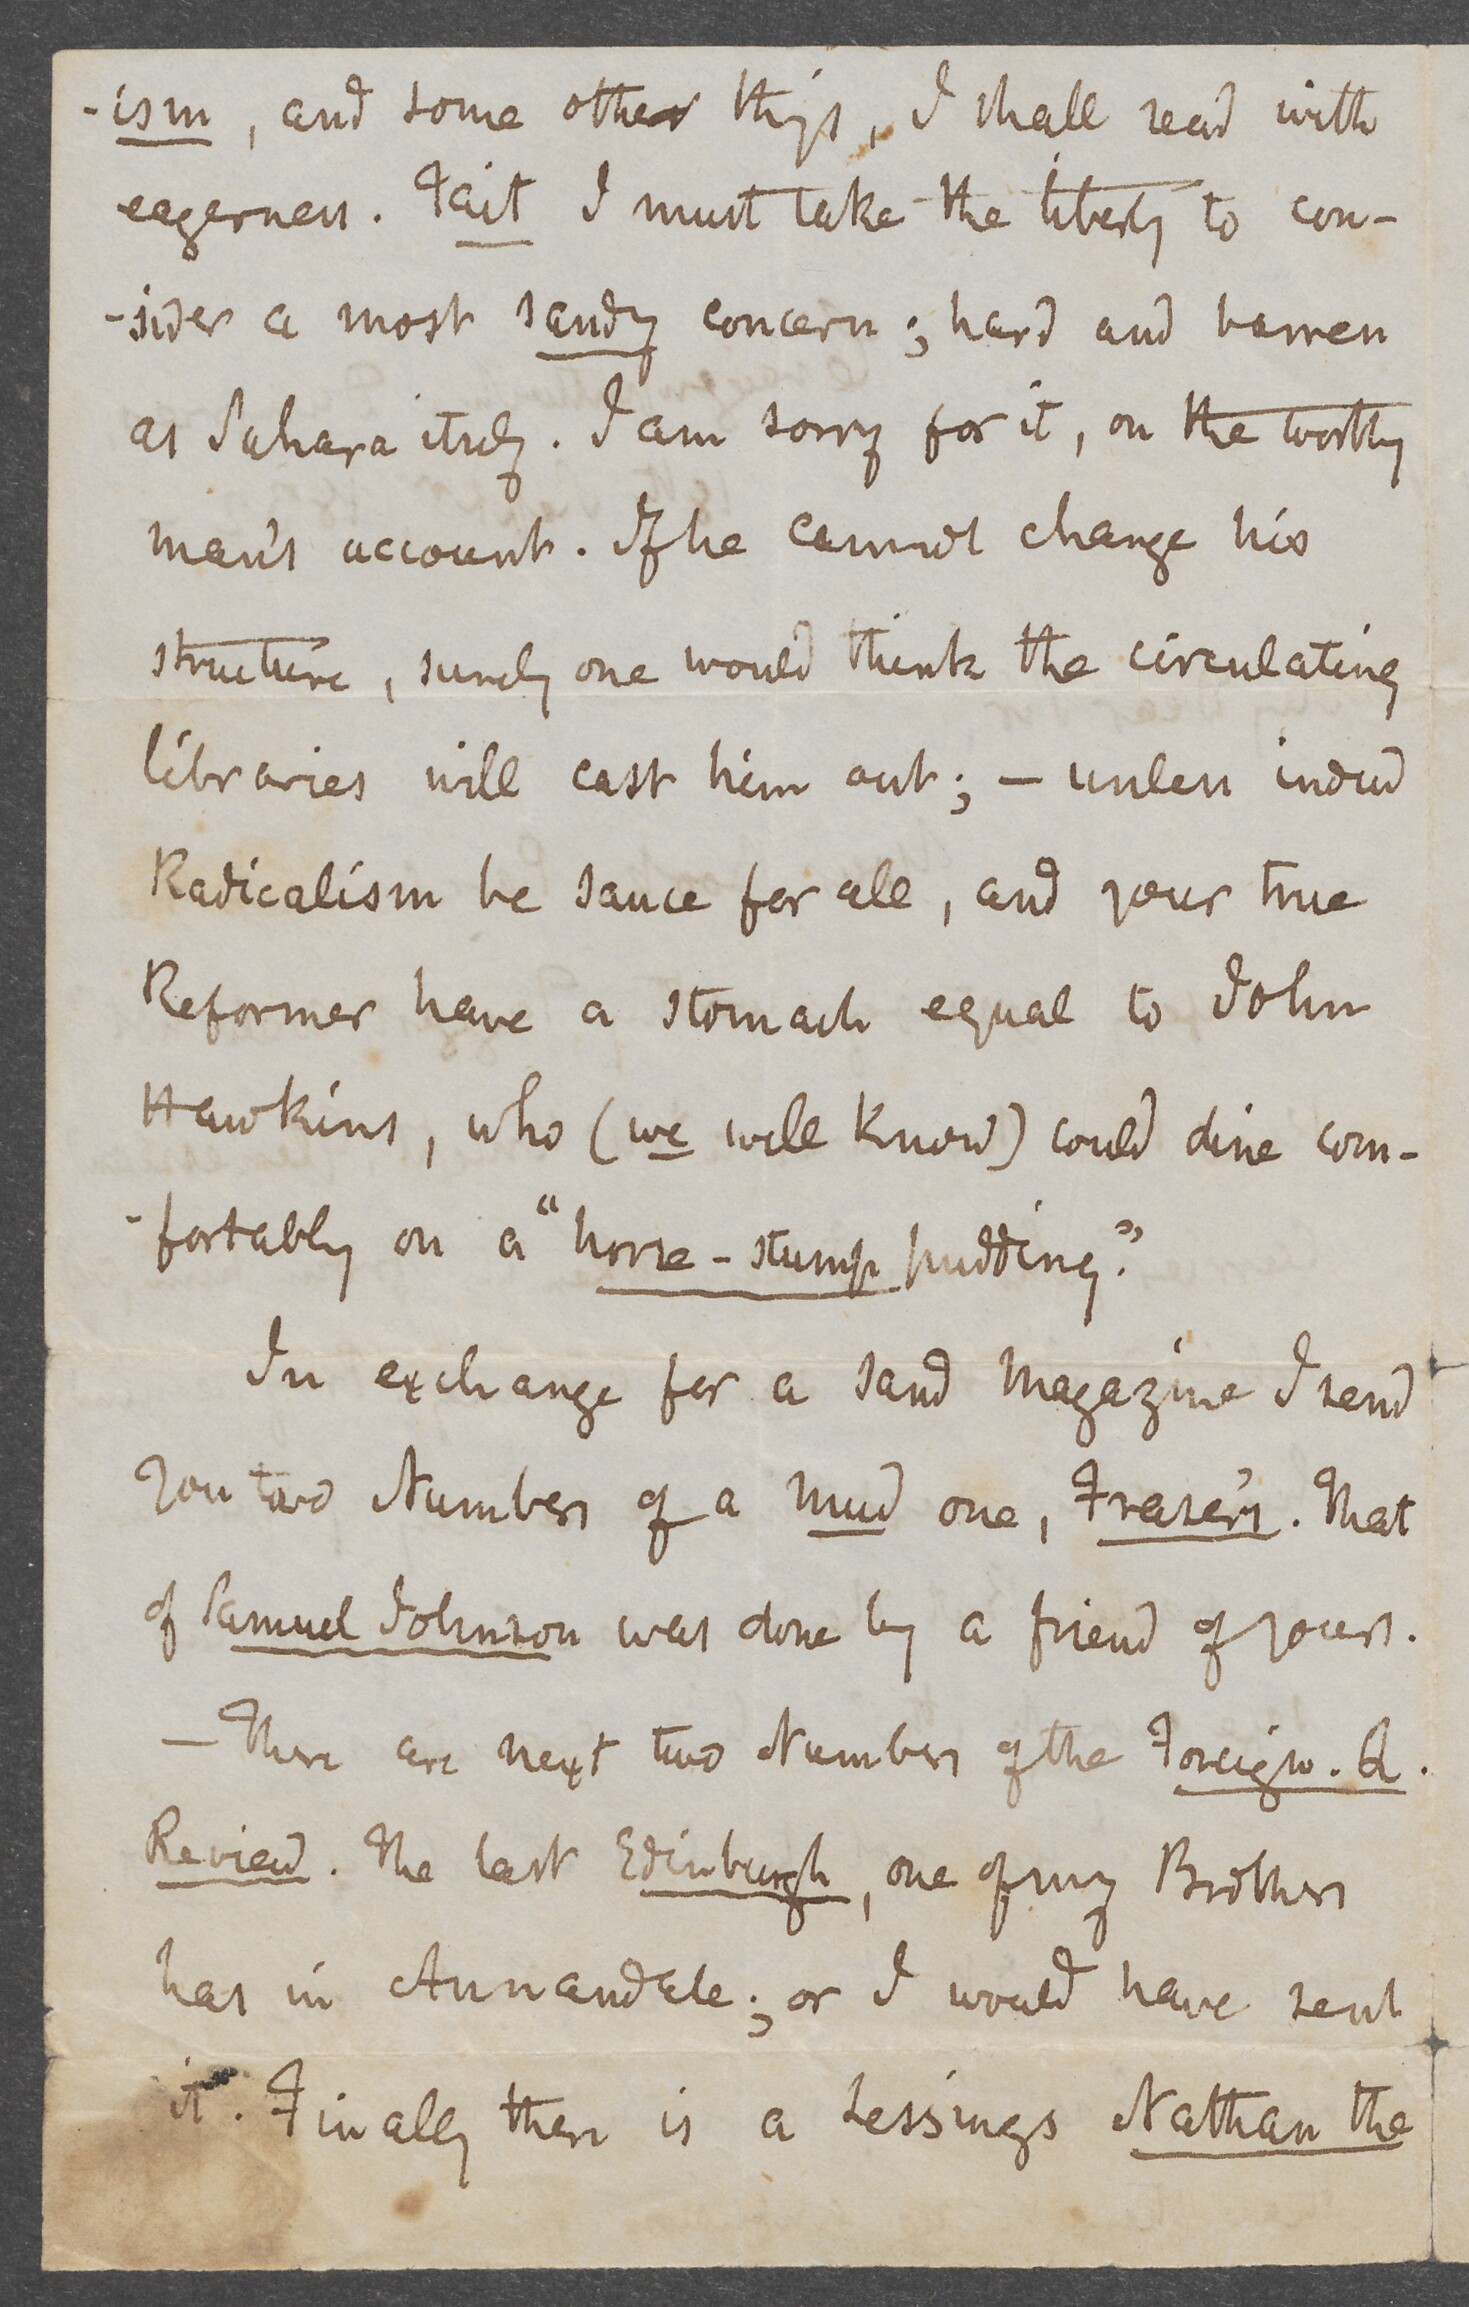 -ism, and some other thgs, I shall read with
eagerness. Tait I must take the liberty to con-
-sider a most sandy concern; hard and barren
as Sahara itself. I am sorry for it, on the worthy
man's account. If he cannot change his
structure, surely one would think the circulating
libraries will cast him out; — unless indeed
Radicalism be sauce for all, and your true
Reformer have a stomach equal to John
Hawkins, who (we well know) could dine com-
-fortably on a "horse-stump pudding."
In exchange for a sand Magazine I send
you two Numbers of a mud one, Fraser's. That
of Samuel Johnson was done by a friend of yours.
— There are next two Numbers of the Foreign. Q.
Review. The last Edinburgh, one of my Brothers
has in Annandale; or I would have sent
it. Finally there is a Lessings Nathan the